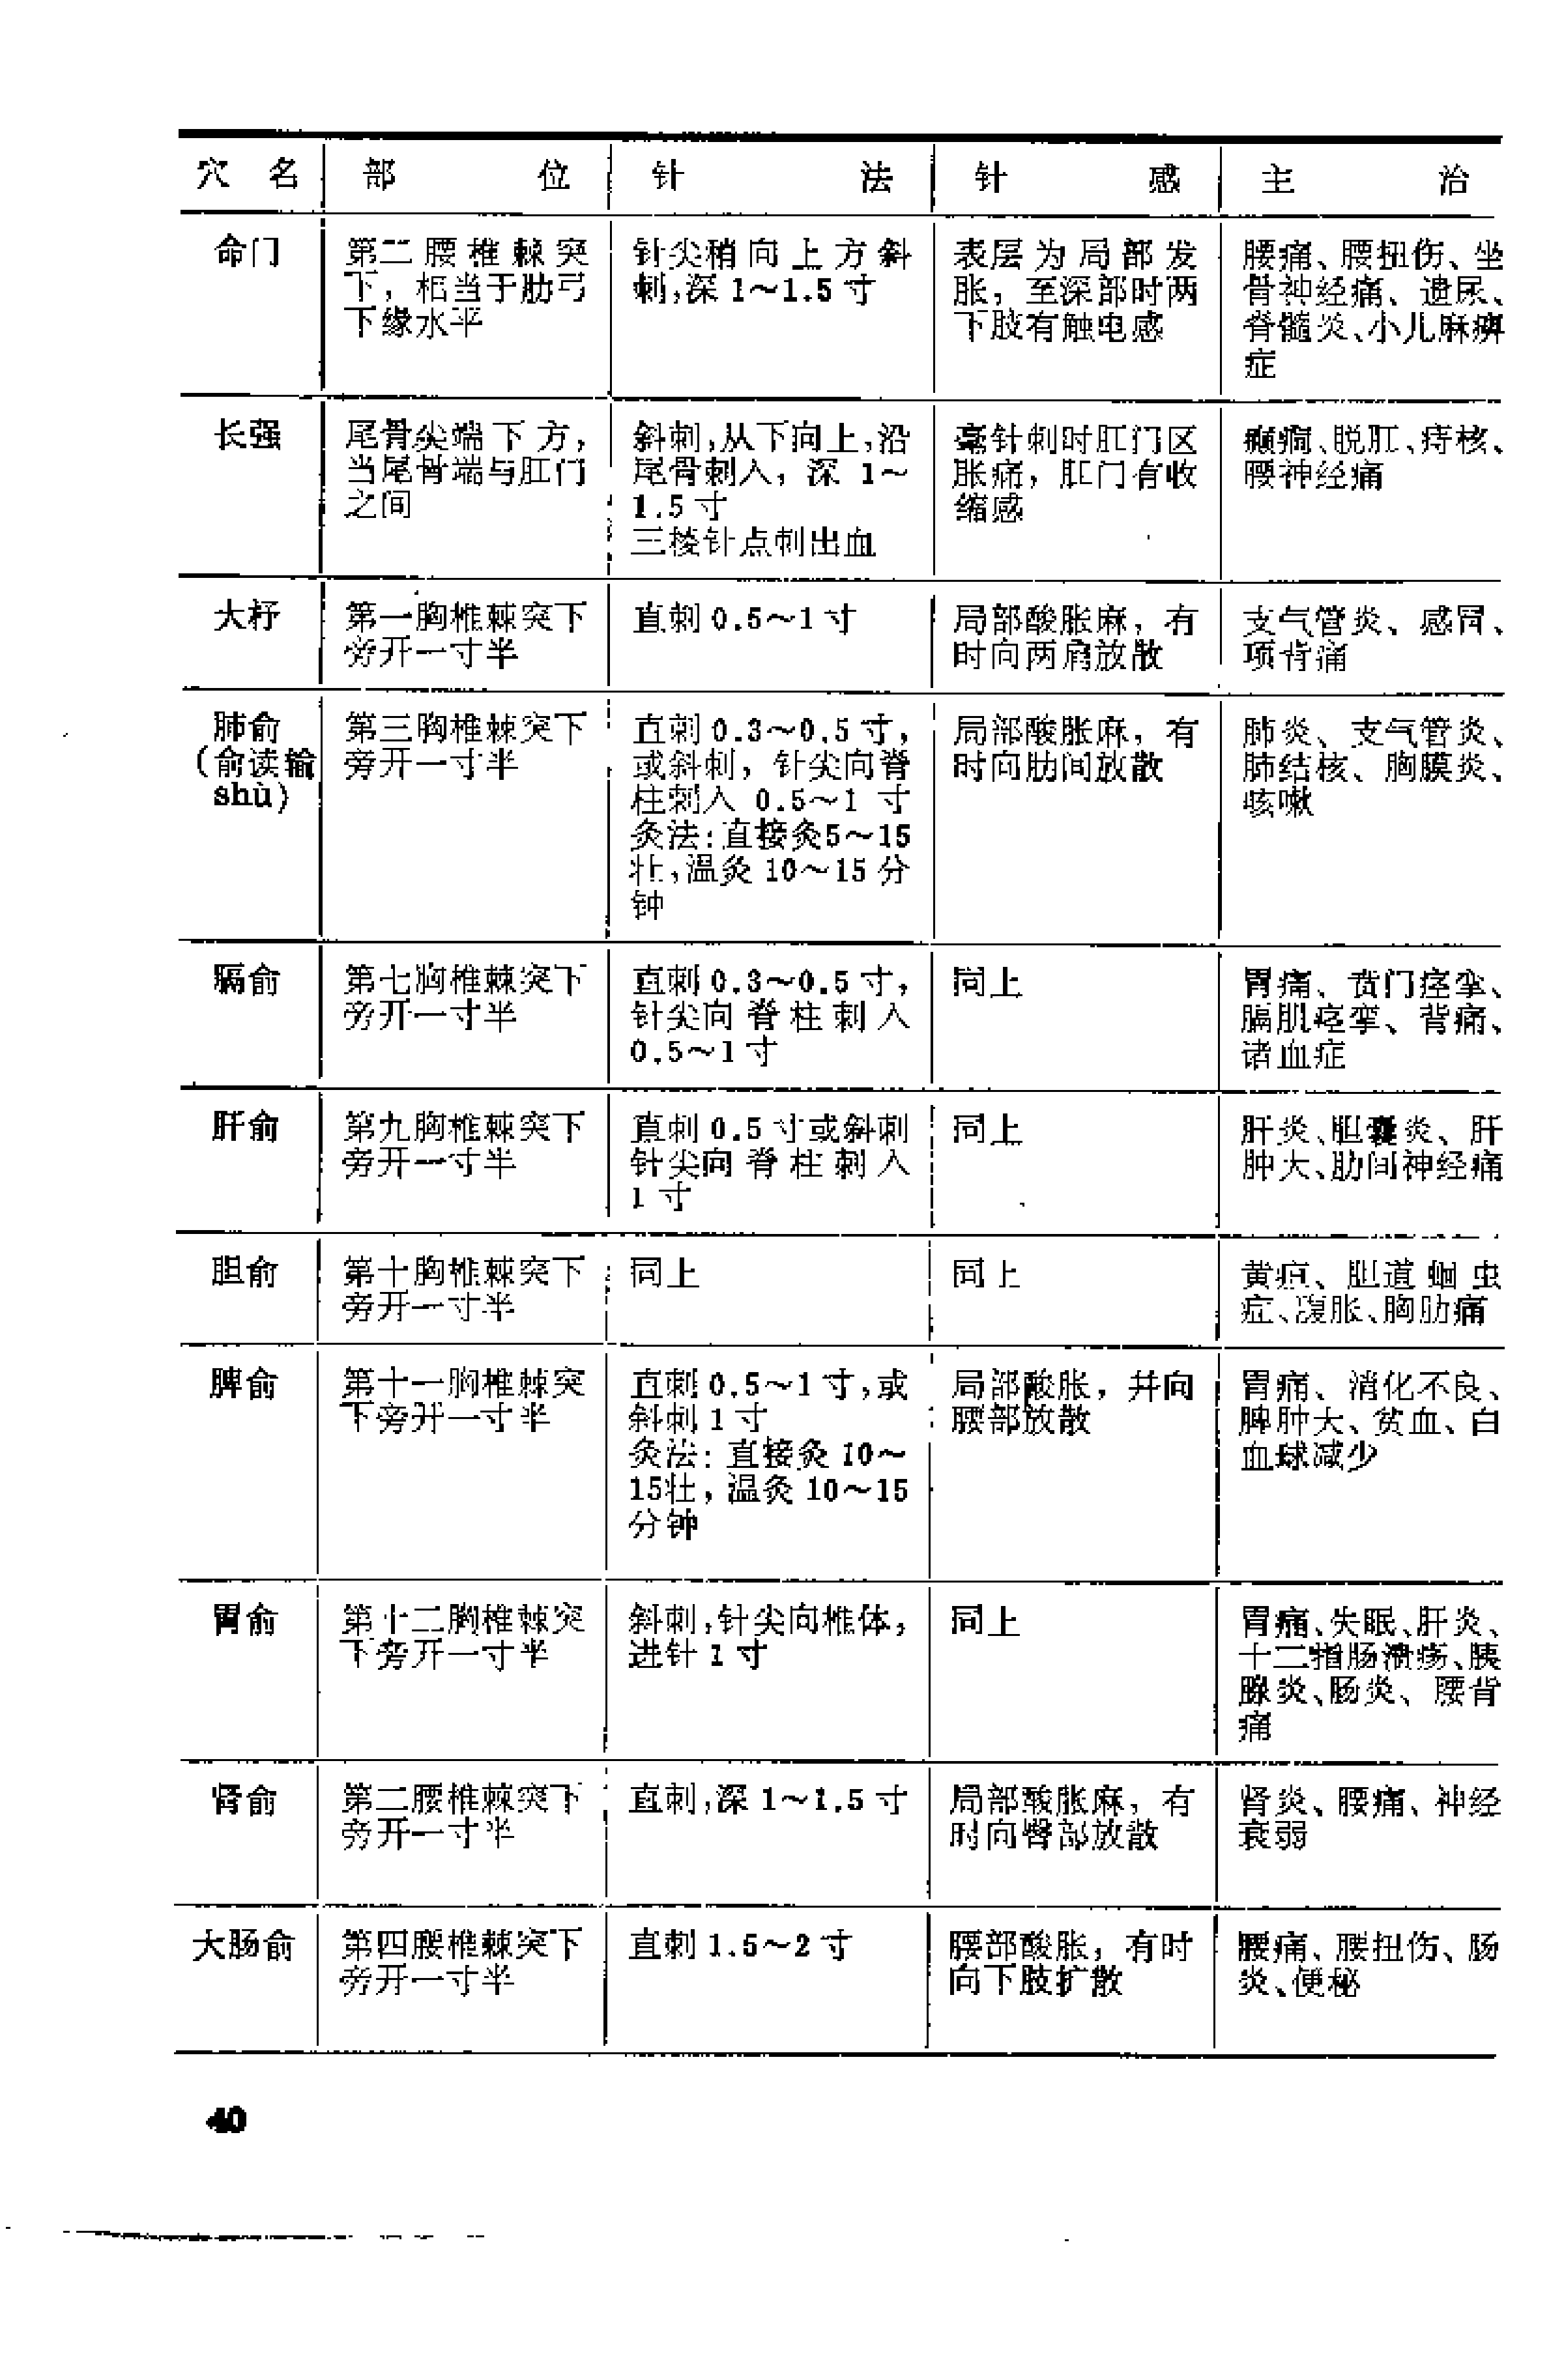 穴名 部位 针法 针感 主治
命门
第二腰椎棘突
下，相当于肋弓
下缘水平
针尖稍向上方斜
刺,深1～1.5寸
表层为局部发
胀，至深部时两
下肢有触电感
腰痛、腰扭伤、坐
骨神经痛、遗尿、
脊髓炎、小儿麻痹
症
长强
尾骨尖端下方，
当尾骨端与肛门
之间
斜刺,从下向上,沿
尾骨刺入，深1～
1.5寸
三棱针点刺出血
毫针刺时肛门区
胀痛，肛门有收
缩感
癫痫、脱肛、痔核、
腰神经痛
大杼
第一胸椎棘突下
旁开一寸半
直刺0.5～1寸
局部酸胀麻，有
时向两肩放散
支气管炎、感冒、
项背痛
肺俞
（俞读输
shù）
第三胸椎棘突下
旁开一寸半
直刺0.3～0.5寸，
或斜刺，针尖向脊
柱刺入0.5～1寸
灸法：直接灸5～15
壮,温灸10～15分
钟
局部酸胀麻，有
时向肋间放散
肺炎、支气管炎、
肺结核、胸膜炎、
咳嗽
膈俞
第七胸椎棘突下
旁开一寸半
直刺0.3～0.5寸，
针尖向脊柱刺入
0.5～1寸
同上
胃痛、贲门痉挛、
膈肌痉挛、背痛、
诸血症
肝俞
第九胸椎棘突下
旁开一寸半
直刺0.5寸或斜刺
针尖向脊柱刺入
1寸
同上
肝炎、胆囊炎、肝
肿大、肋间神经痛
胆俞
第十胸椎棘突下
旁开一寸半
同上
同上
黄疸、胆道蛔虫
症、腹胀、胸肋痛
脾俞
第十一胸椎棘突
下旁开一寸半
直刺0.5～1寸,或
斜刺1寸
灸法：直接灸10～
15壮，温灸10～15
分钟
局部酸胀，并向
腰部放散
胃痛、消化不良、
脾肿大、贫血、白
血球减少
胃俞
第十二胸椎棘突
下旁开一寸半
斜刺,针尖向椎体，
进针1寸
同上
胃痛、失眠、肝炎、
十二指肠溃疡、胰
腺炎、肠炎、腰背
痛
肾俞
第二腰椎棘突下
旁开一寸半
直刺,深1～1.5寸
局部酸胀麻，有
时向臀部放散
肾炎、腰痛、神经
衰弱
大肠俞
第四腰椎棘突下
旁开一寸半
直刺1.5～2寸
腰部酸胀，有时
向下肢扩散
腰痛、腰扭伤、肠
炎、便秘
40